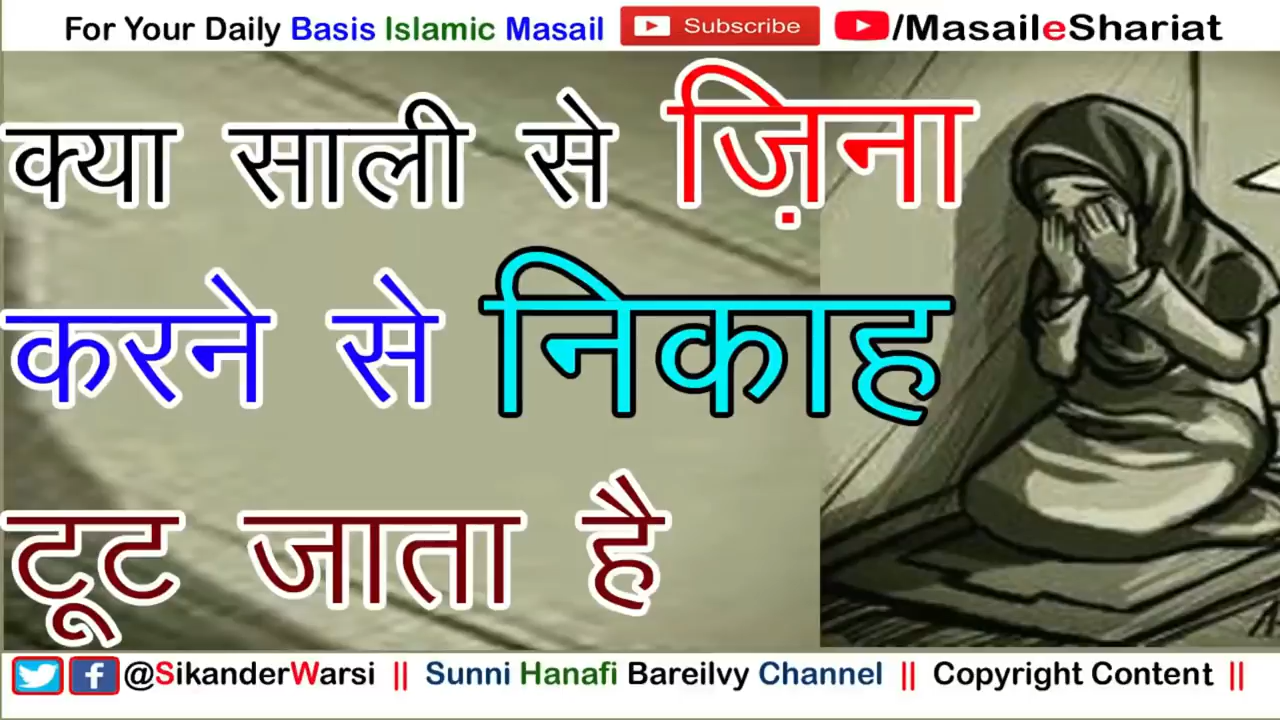 For Your Daily Basis Islamic Masail Subscribe /MasaileShariat
क्या साली से ज़िना
करने से निकाह
टूट जाता है
@SikanderWarsi || Sunni Hanafi Bareilvy Channel || Copyright Content ||